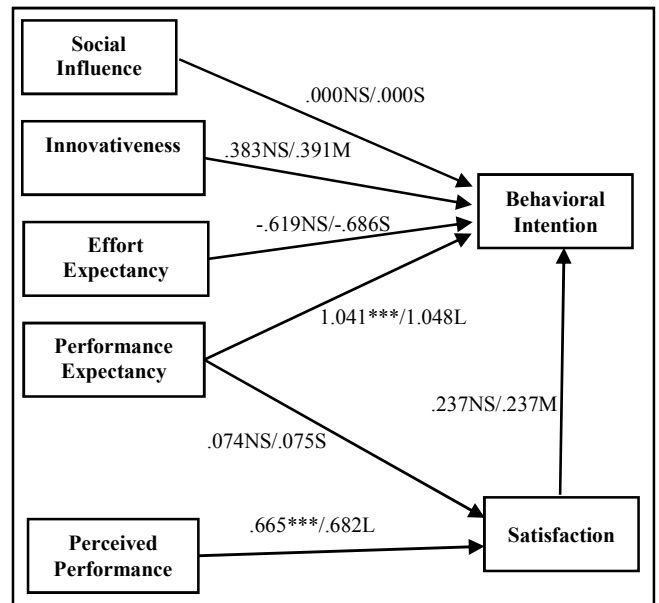 Social
Influence
.000NS/.000S
Innovativeness
.383NS/.391M
Behavioral
Intention
Effort
Expectancy
-.619NS/-.686S
Performance
Expectancy
1.041***/1.048L
.237NS/.237M
.074NS/.075S
Perceived
Performance
.665***/.682L
Satisfaction